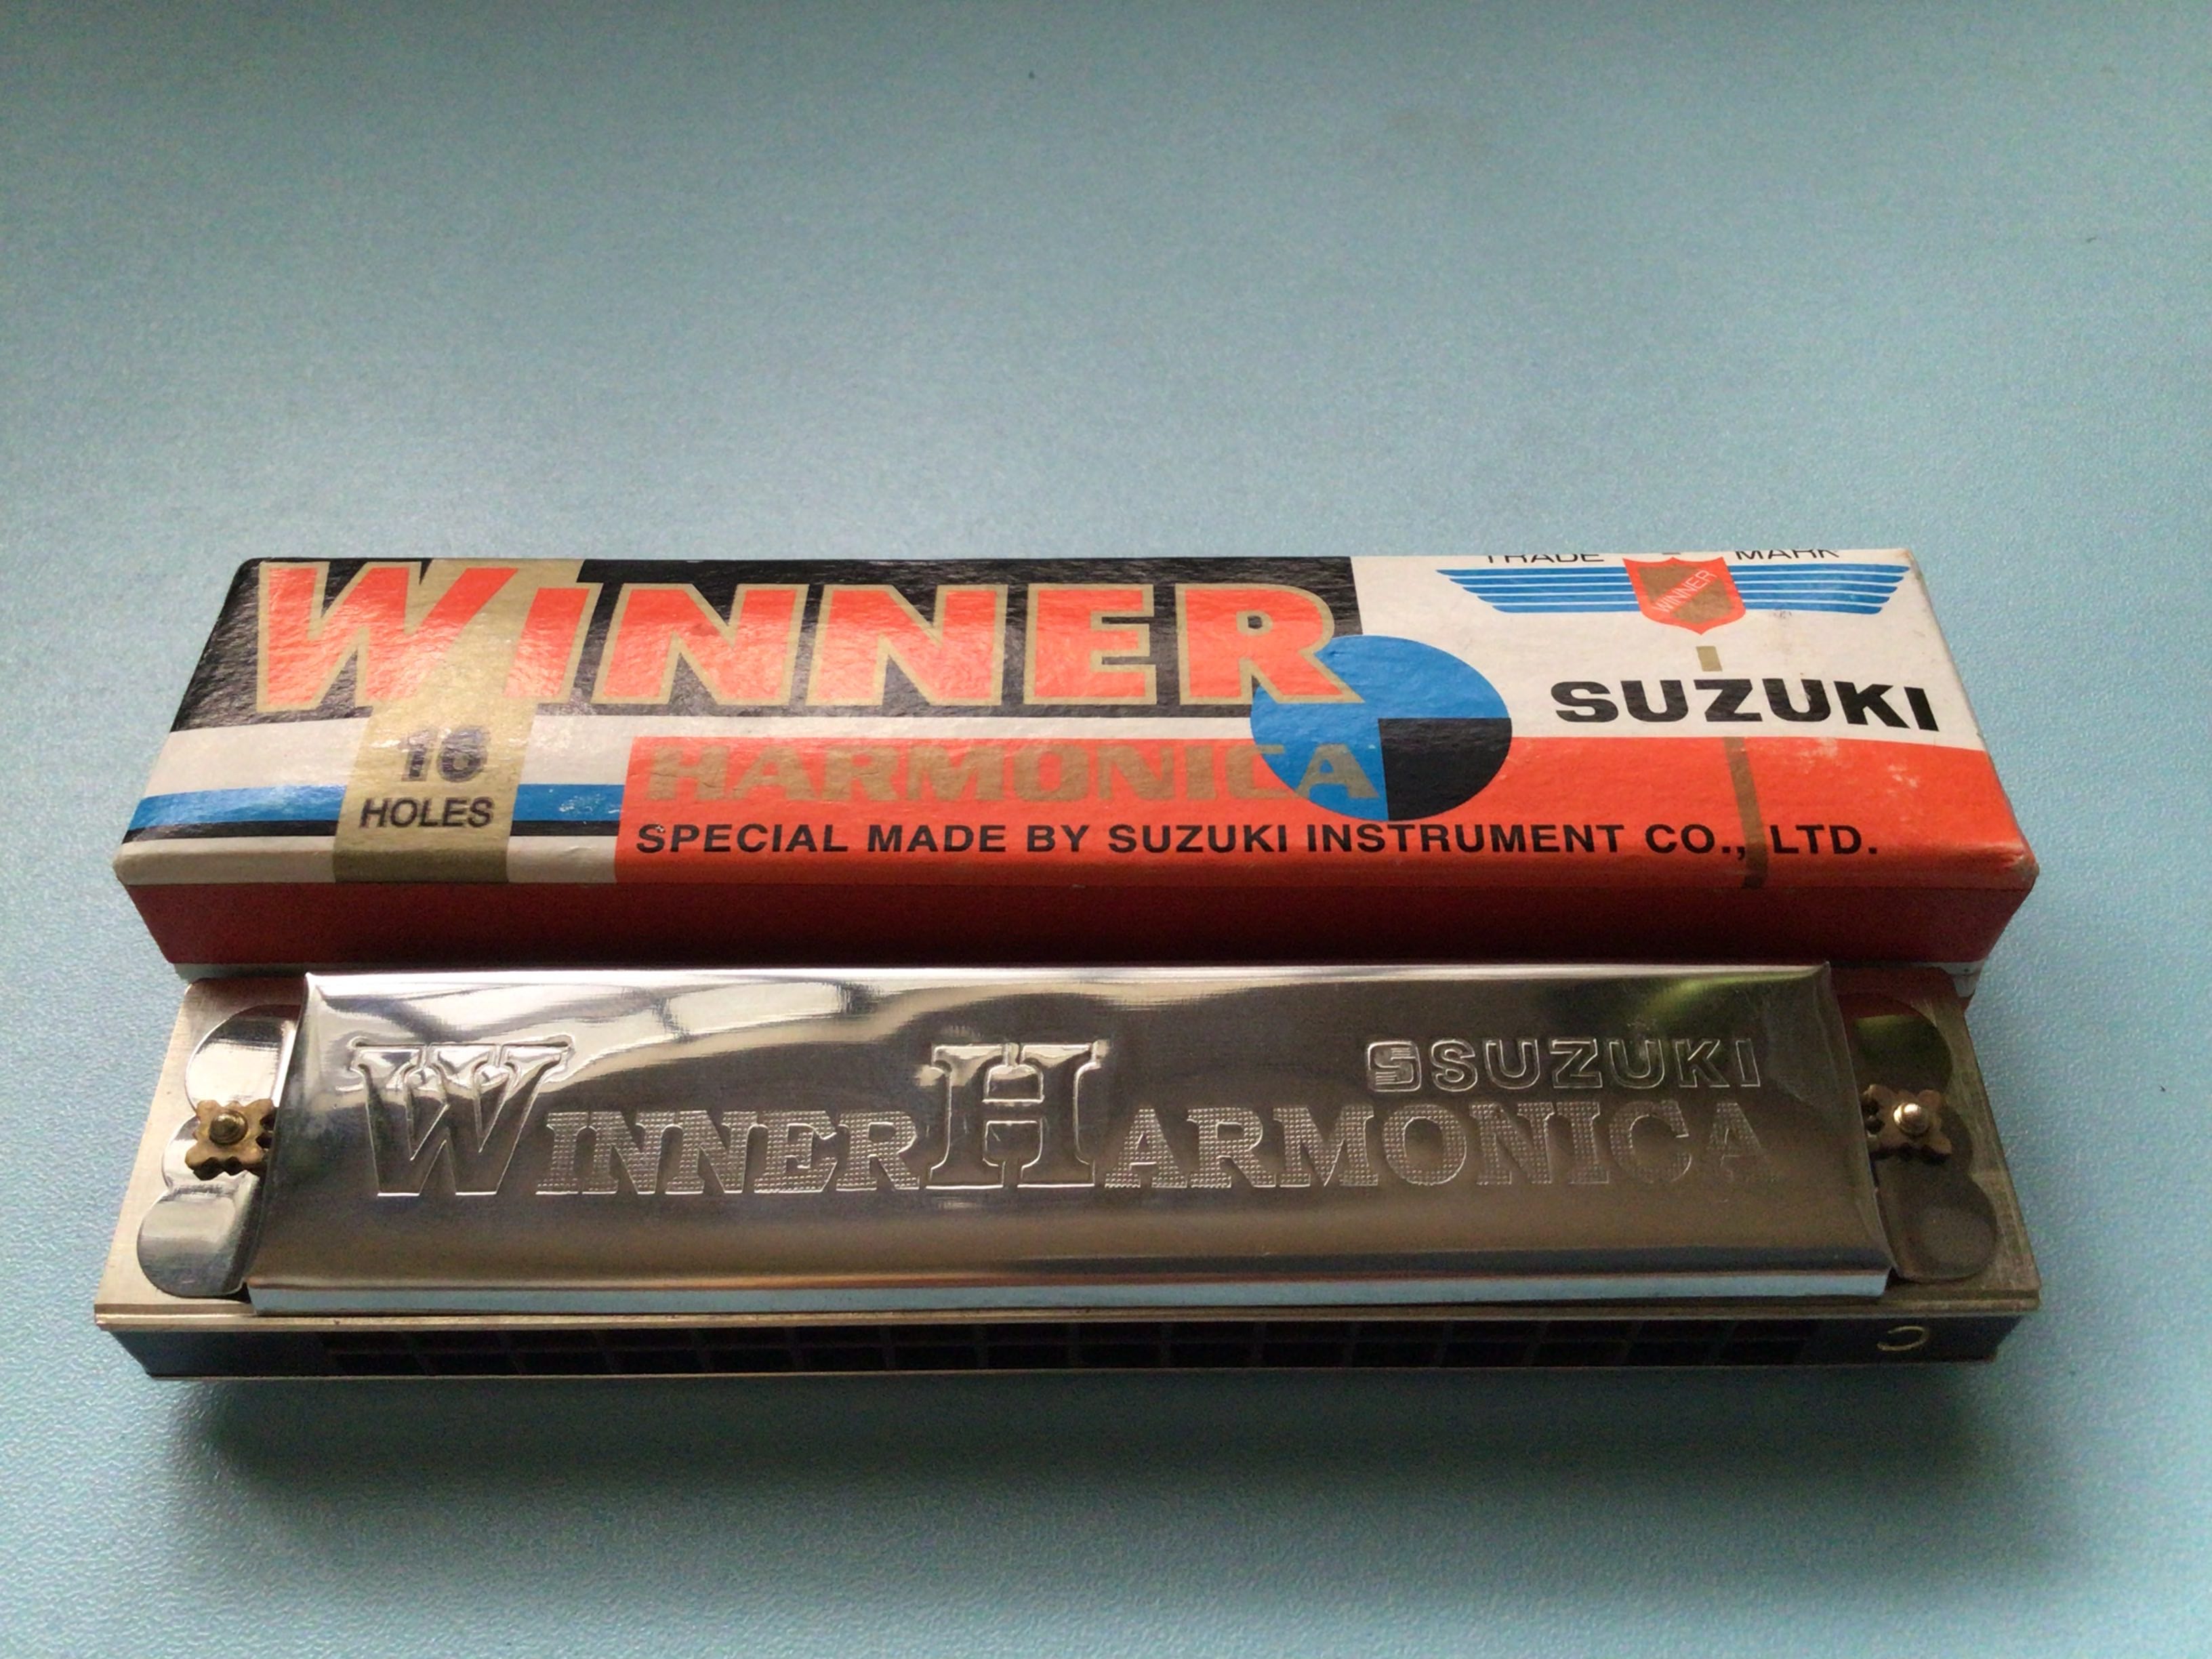 TRADE - MARK
WINNER
WINNER
SUZUKI
16
HOLES
HARMONICA
SPECIAL MADE BY SUZUKI INSTRUMENT CO., LTD.
S SUZUKI
WINNER HARMONICA
C